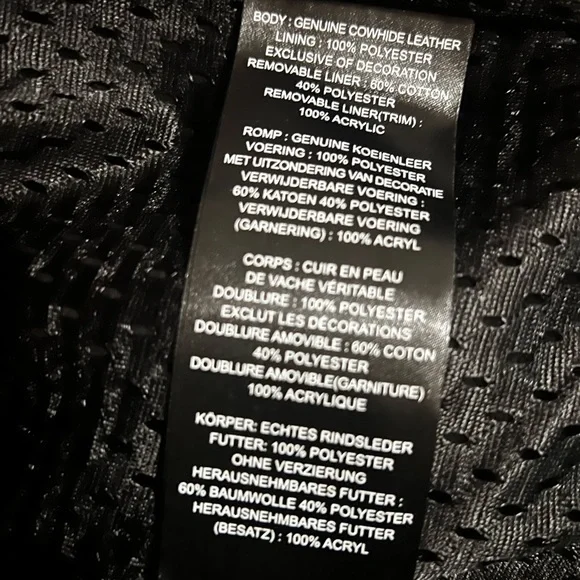 BODY : GENUINE COWHIDE LEATHER
LINING : 100% POLYESTER
EXCLUSIVE OF DECORATION
REMOVABLE LINER : 60% COTTON
40% POLYESTER
REMOVABLE LINER(TRIM) :
100% ACRYLIC
ROMP : GENUINE KOEIENLEER
VOERING : 100% POLYESTER
MET UITZONDERING VAN DECORATIE
VERWIJDERBARE VOERING :
60% KATOEN 40% POLYESTER
VERWIJDERBARE VOERING
(GARNERING) : 100% ACRYL
CORPS : CUIR EN PEAU
DE VACHE VÉRITABLE
DOUBLURE : 100% POLYESTER
EXCLUT LES DÉCORATIONS
DOUBLURE AMOVIBLE : 60% COTON
40% POLYESTER
DOUBLURE AMOVIBLE(GARNITURE)
100% ACRYLIQUE
KÖRPER: ECHTES RINDSLEDER
FUTTER: 100% POLYESTER
OHNE VERZIERUNG
HERAUSNEHMBARES FUTTER :
60% BAUMWOLLE 40% POLYESTER
HERAUSNEHMBARES FUTTER
(BESATZ) : 100% ACRYL